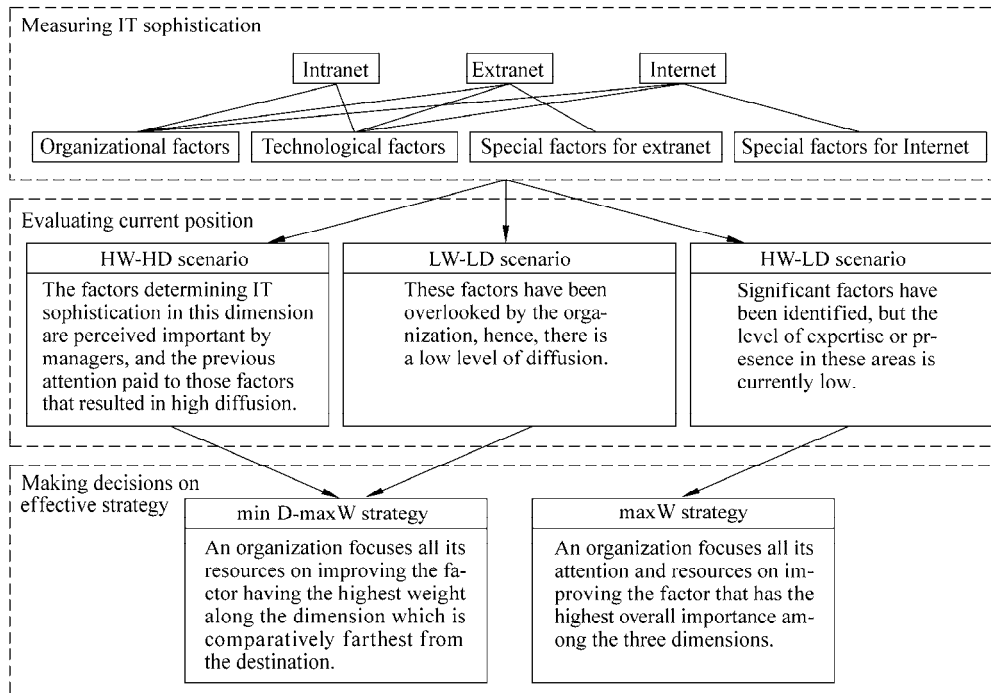 Measuring IT sophistication
Intranet
Extranet
Internet
Organizational factors
Technological factors
Special factors for extranet
Special factors for Internet
Evaluating current position
HW-HD scenario
The factors determining IT
sophistication in this dimension
are perceived important by
managers, and the previous
attention paid to those factors
that resulted in high diffusion.
LW-LD scenario
These factors have been
overlooked by the orga-
nization, hence, there is
a low level of diffusion.
HW-LD scenario
Significant factors have
been identified, but the
level of expertise or pr-
esence in these areas is
currently low.
Making decisions on
effective strategy
min D-maxW strategy
An organization focuses all its
resources on improving the fa-
ctor having the highest weight
along the dimension which is
comparatively farthest from
the destination.
maxW strategy
An organization focuses all its
attention and resources on im-
proving the factor that has the
highest overall importance am-
ong the three dimensions.